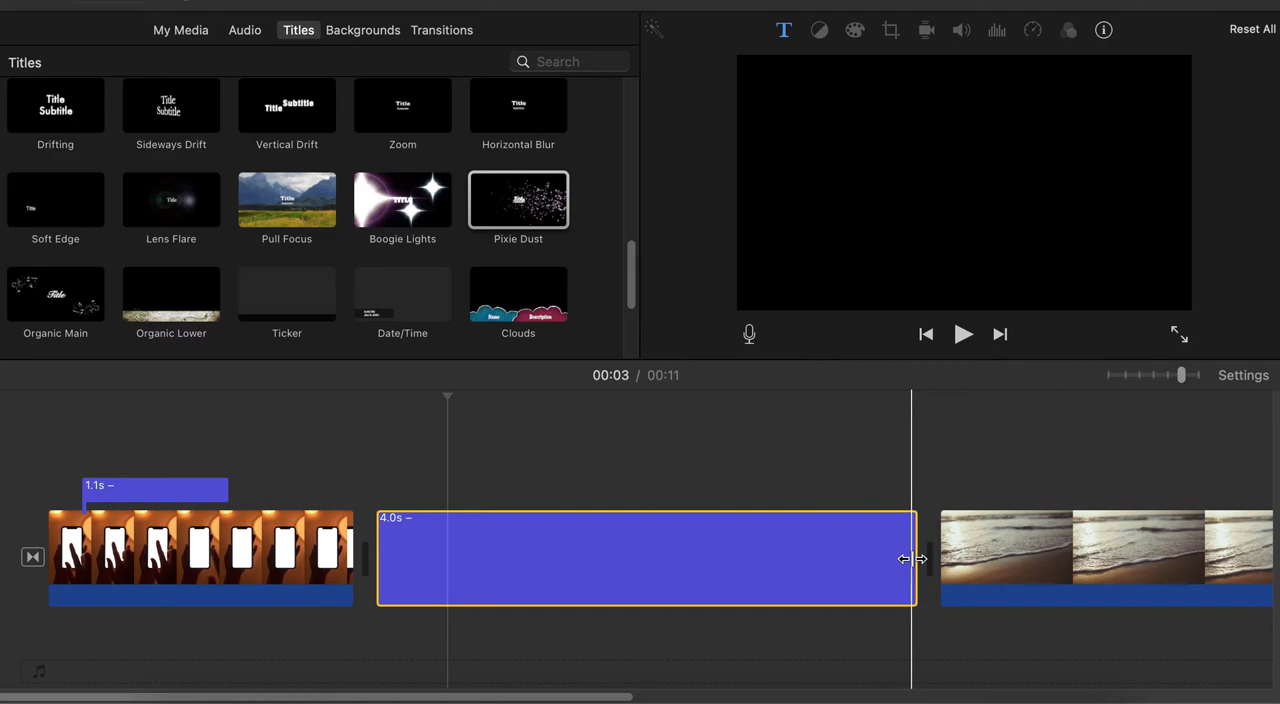 My Media Audio Titles Backgrounds Transitions
T
Reset All
Titles
Search
Title
Subtitle
Title
Subtitle
Title Subtitle
Title
Title
Drifting Sideways Drift Vertical Drift Zoom Horizontal Blur
Title
Title
Title
TITLE
Title
Soft Edge Lens Flare Pull Focus Boogie Lights Pixie Dust
Title
Name Description
Organic Main Organic Lower Ticker Date/Time Clouds
00:03 / 00:11
Settings
1.1s –
4.0s –